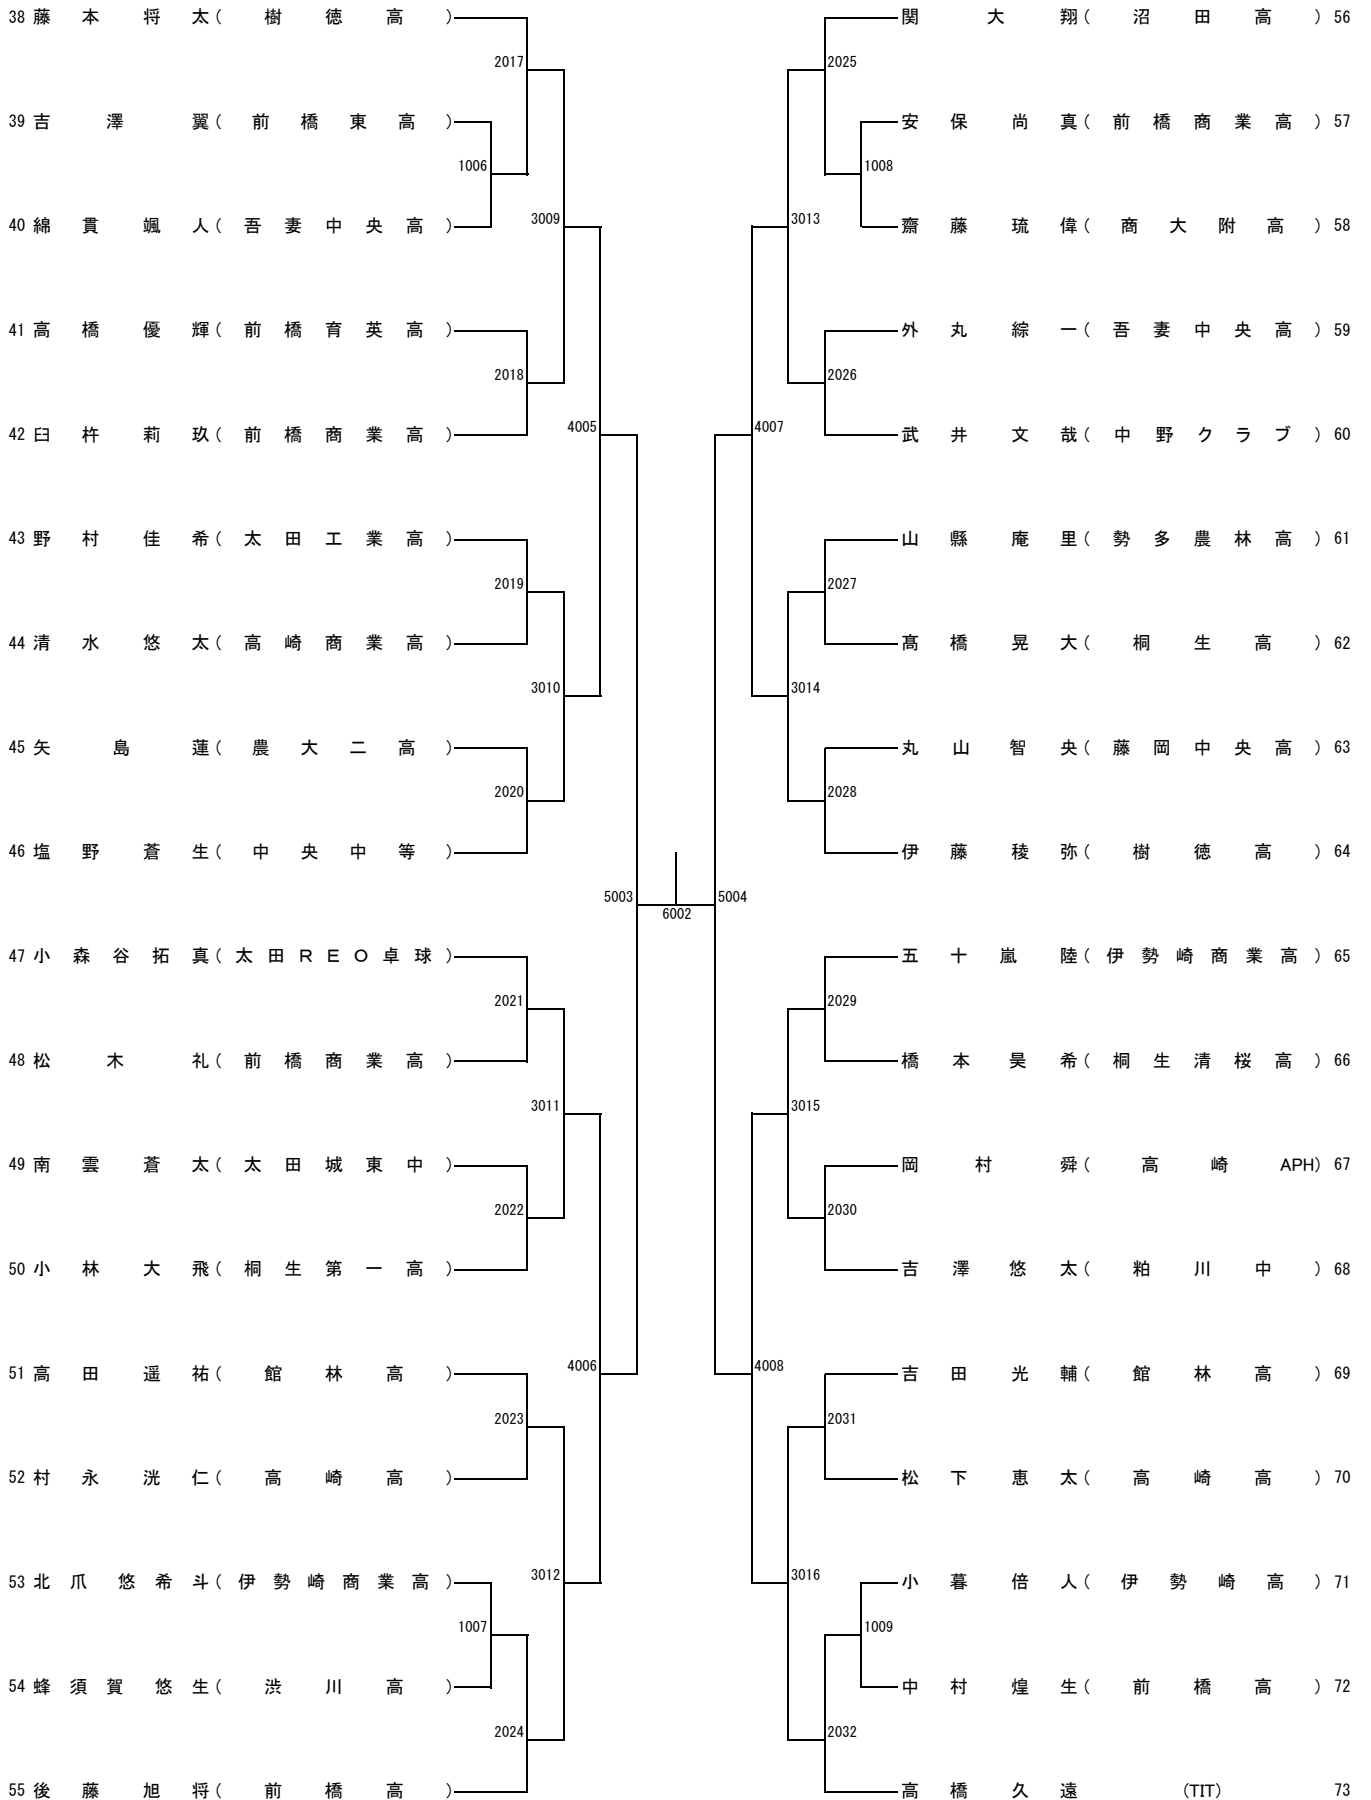 38 藤本将太(樹徳高)
2017
39 吉澤翼(前橋東高)
1006
40 綿貫颯人(吾妻中央高)
3009
41 高橋優輝(前橋育英高)
2018
42 臼杵莉玖(前橋商業高)
4005
43 野村佳希(太田工業高)
2019
44 清水悠太(高崎商業高)
3010
45 矢島蓮(農大二高)
2020
46 塩野蒼生(中央中等)
5003
47 小森谷拓真(太田REO卓球)
2021
48 松木礼(前橋商業高)
3011
49 南雲蒼太(太田城東中)
2022
50 小林大飛(桐生第一高)
4006
51 高田遥祐(館林高)
2023
52 村永洸仁(高崎高)
3012
53 北爪悠希斗(伊勢崎商業高)
1007
54 蜂須賀悠生(渋川高)
2024
55 後藤旭将(前橋高)
6002
関大翔(沼田高) 56
2025
安保尚真(前橋商業高) 57
1008
齋藤琉偉(商大附高) 58
3013
外丸綜一(吾妻中央高) 59
2026
武井文哉(中野クラブ) 60
4007
山縣庵里(勢多農林高) 61
2027
髙橋晃大(桐生高) 62
3014
丸山智央(藤岡中央高) 63
2028
伊藤稜弥(樹徳高) 64
5004
五十嵐陸(伊勢崎商業高) 65
2029
橋本昊希(桐生清桜高) 66
3015
岡村舜(高崎APH) 67
2030
吉澤悠太(粕川中) 68
4008
吉田光輔(館林高) 69
2031
松下恵太(高崎高) 70
3016
小暮倍人(伊勢崎高) 71
1009
中村煌生(前橋高) 72
2032
高橋久遠(TIT) 73